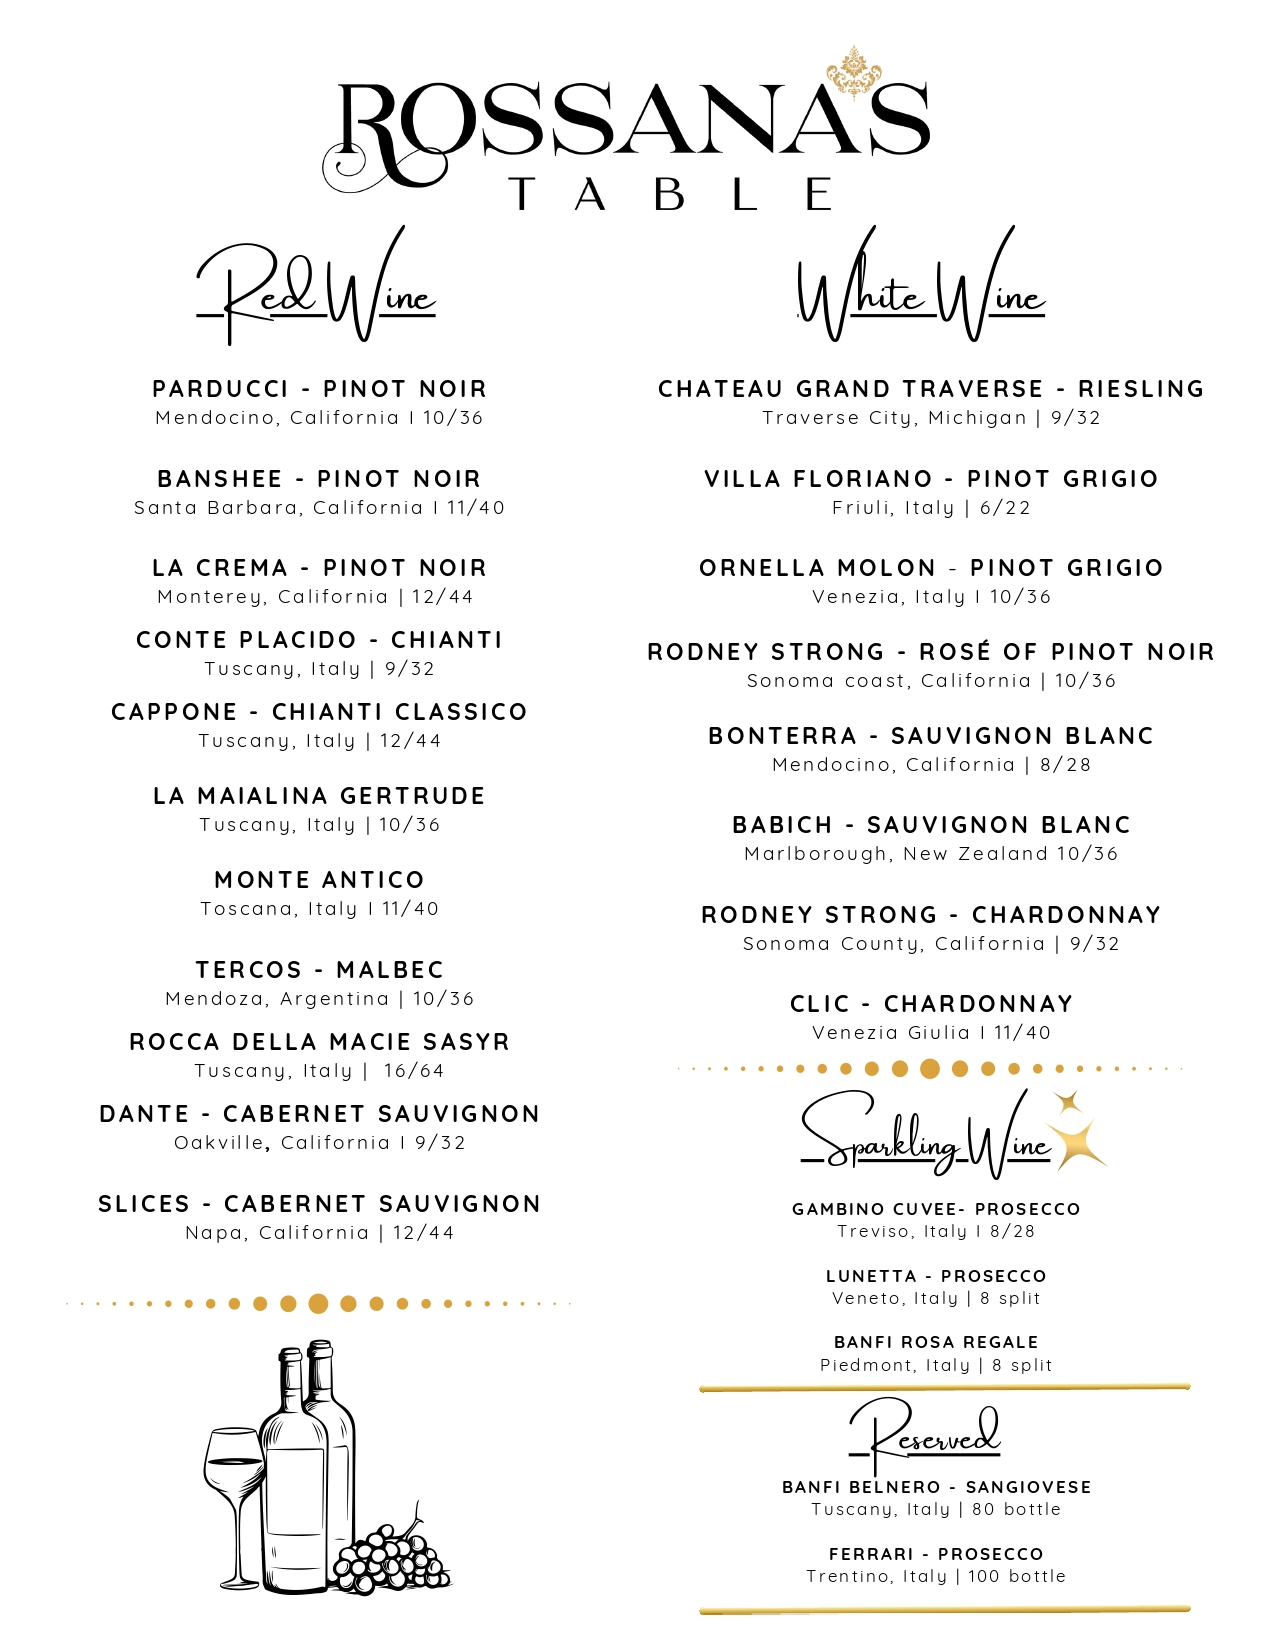 ROSSANA'S
TABLE
Red Wine
PARDUCCI - PINOT NOIR
Mendocino, California I 10/36
BANSHEE - PINOT NOIR
Santa Barbara, California I 11/40
LA CREMA - PINOT NOIR
Monterey, California | 12/44
CONTE PLACIDO - CHIANTI
Tuscany, Italy | 9/32
CAPPONE - CHIANTI CLASSICO
Tuscany, Italy | 12/44
LA MAIALINA GERTRUDE
Tuscany, Italy | 10/36
MONTE ANTICO
Toscana, Italy I 11/40
TERCOS - MALBEC
Mendoza, Argentina | 10/36
ROCCA DELLA MACIE SASYR
Tuscany, Italy | 16/64
DANTE - CABERNET SAUVIGNON
Oakville, California I 9/32
SLICES - CABERNET SAUVIGNON
Napa, California | 12/44
White Wine
CHATEAU GRAND TRAVERSE - RIESLING
Traverse City, Michigan | 9/32
VILLA FLORIANO - PINOT GRIGIO
Friuli, Italy | 6/22
ORNELLA MOLON - PINOT GRIGIO
Venezia, Italy I 10/36
RODNEY STRONG - ROSÉ OF PINOT NOIR
Sonoma coast, California | 10/36
BONTERRA - SAUVIGNON BLANC
Mendocino, California | 8/28
BABICH - SAUVIGNON BLANC
Marlborough, New Zealand 10/36
RODNEY STRONG - CHARDONNAY
Sonoma County, California | 9/32
CLIC - CHARDONNAY
Venezia Giulia I 11/40
Sparkling Wine
GAMBINO CUVEE- PROSECCO
Treviso, Italy I 8/28
LUNETTA - PROSECCO
Veneto, Italy | 8 split
BANFI ROSA REGALE
Piedmont, Italy | 8 split
Reserved
BANFI BELNERO - SANGIOVESE
Tuscany, Italy | 80 bottle
FERRARI - PROSECCO
Trentino, Italy | 100 bottle